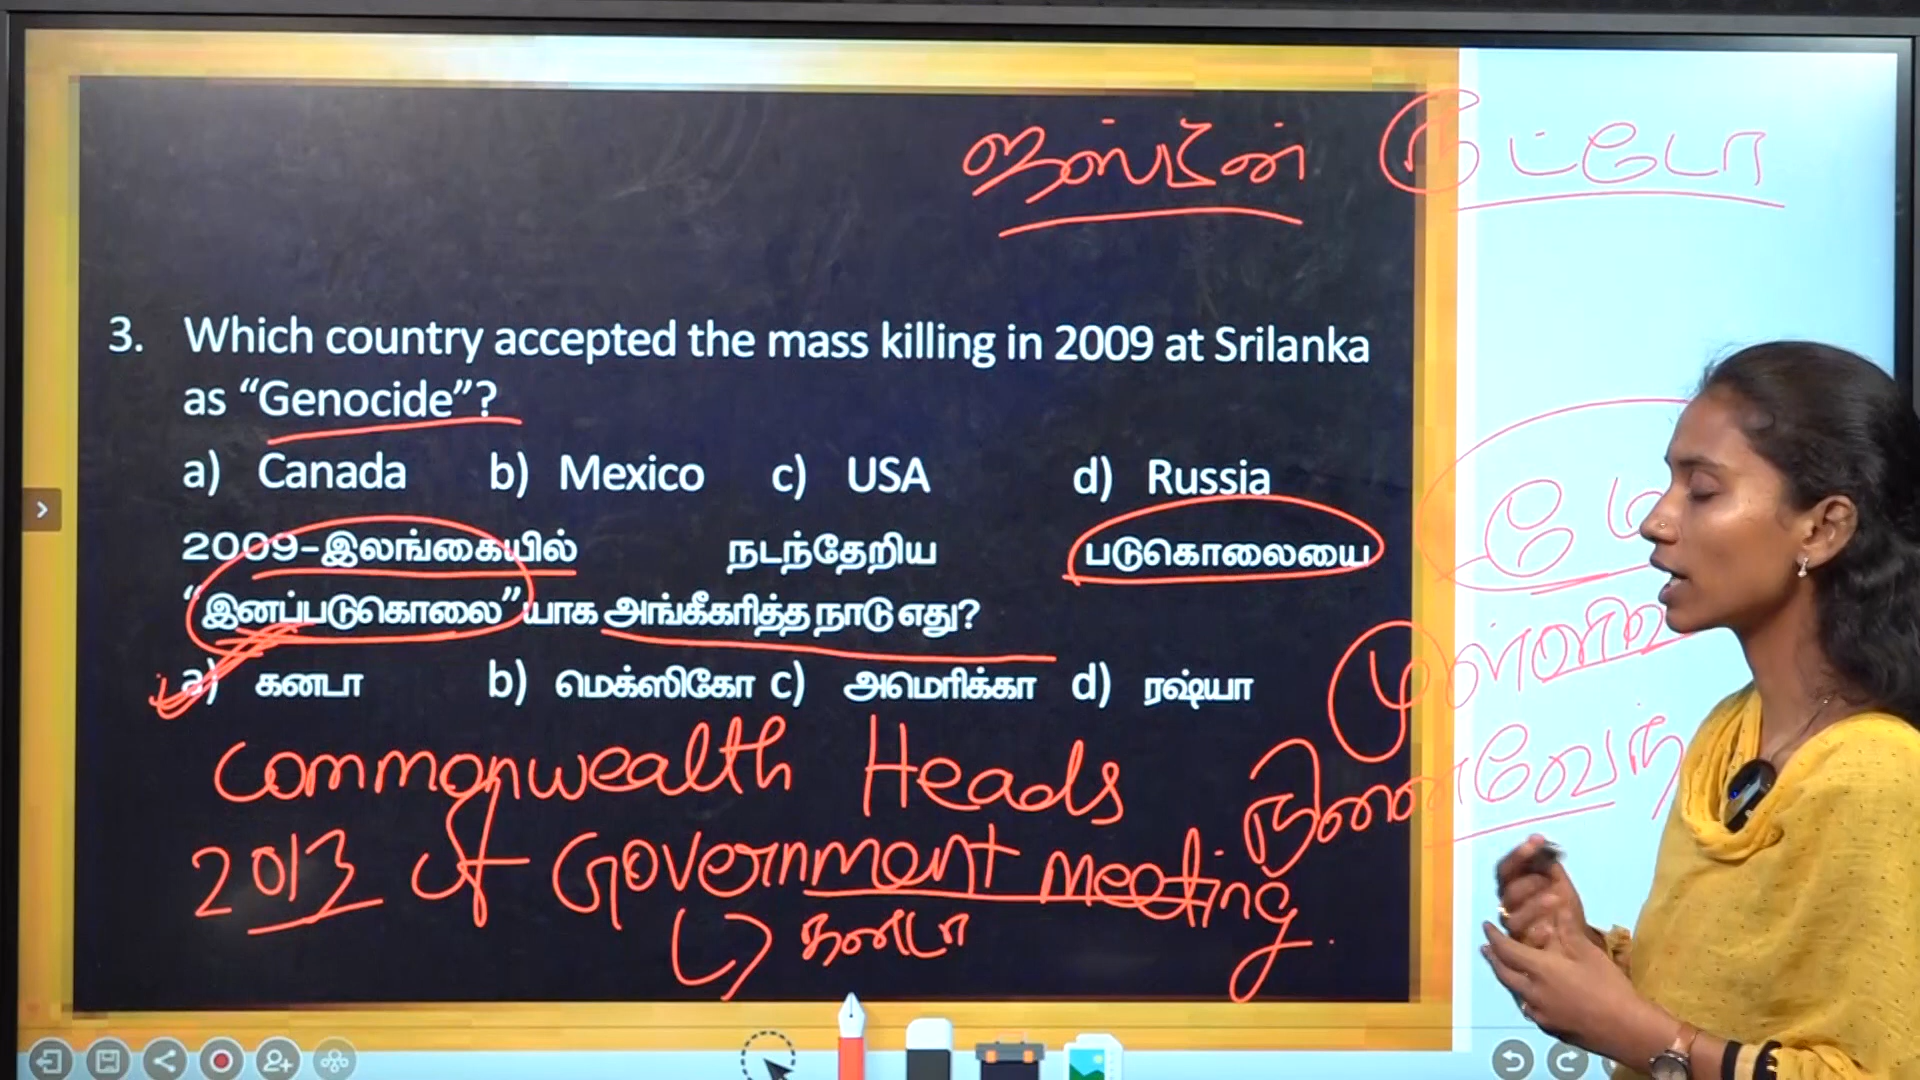 ஜஸ்டின் ரூட்டோ
3. Which country accepted the mass killing in 2009 at Srilanka
as “Genocide”?
a) Canada b) Mexico c) USA d) Russia
2009-இலங்கையில் நடந்தேறிய படுகொலையை
“இனப்படுகொலை”யாக அங்கீகரித்த நாடு எது?
a) கனடா b) மெக்ஸிகோ c) அமெரிக்கா d) ரஷ்யா
மே
முள்ளிவ
Commonwealth Heads
நினைவேந்
2013 of Government meeting.
கனடா